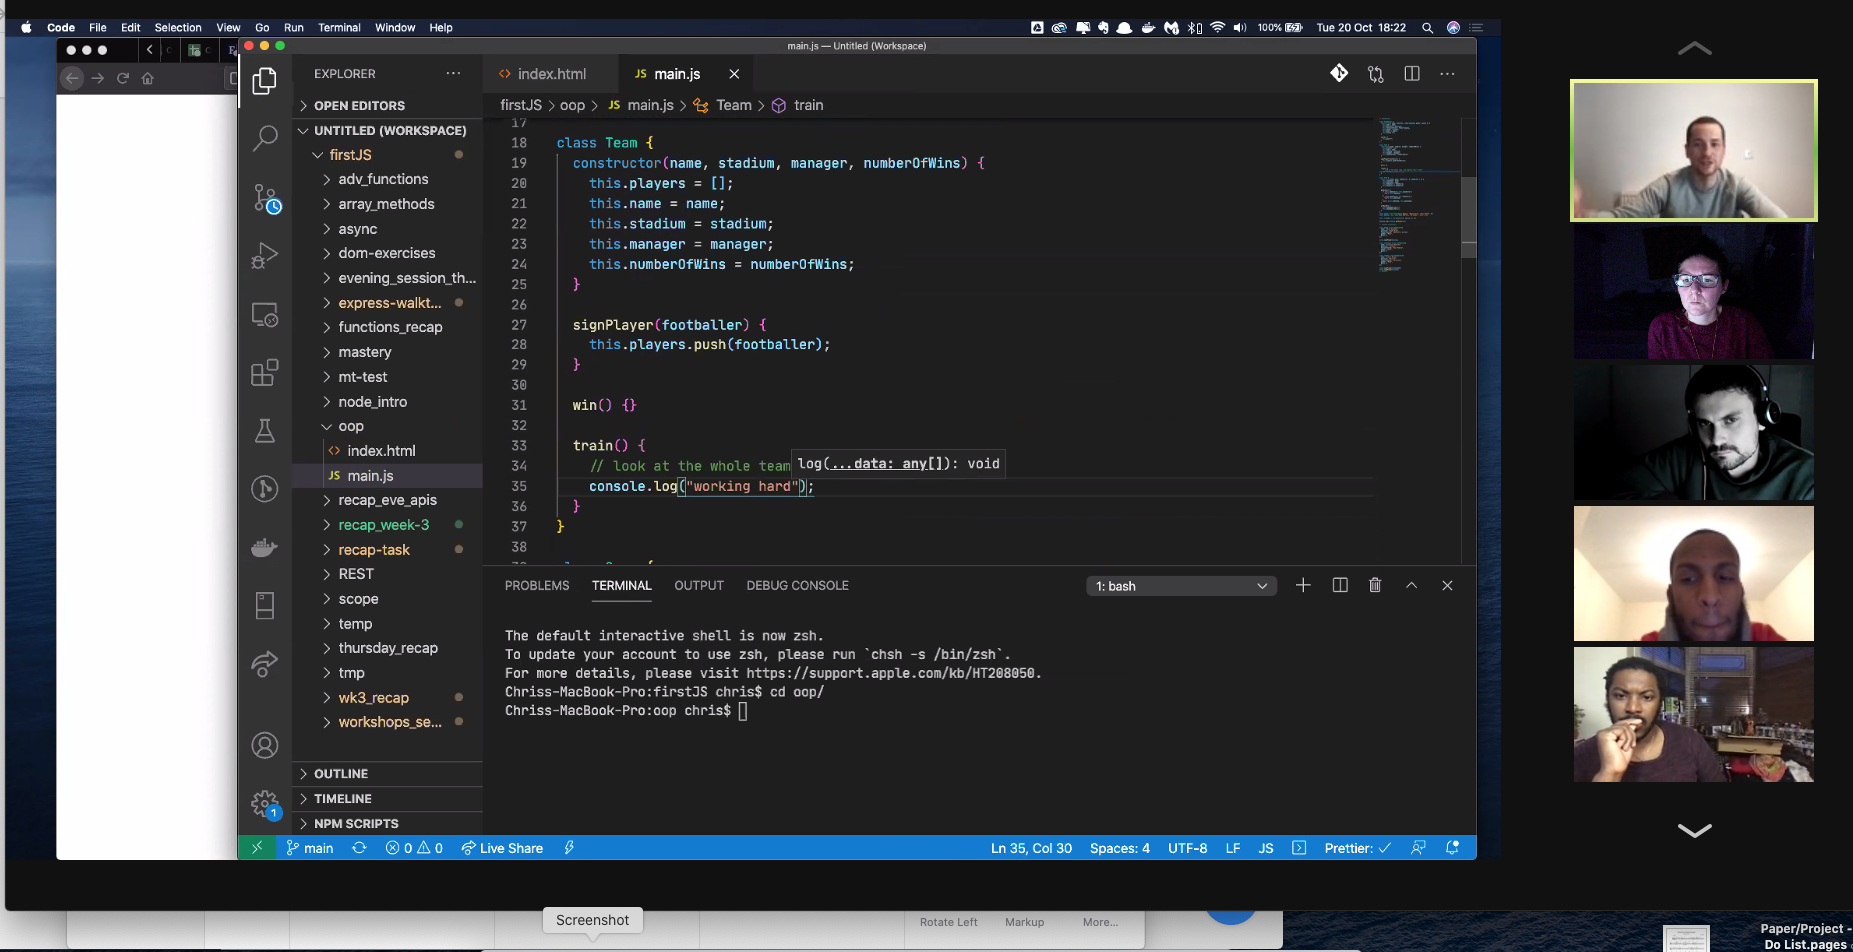 Code File Edit Selection View Go Run Terminal Window Help
100% Tue 20 Oct 18:22
main.js — Untitled (Workspace)
EXPLORER
index.html
JS main.js
firstJS > oop > JS main.js > Team > train
OPEN EDITORS
UNTITLED (WORKSPACE)
firstJS
adv_functions
array_methods
async
dom-exercises
evening_session_th...
express-walkt...
functions_recap
mastery
mt-test
node_intro
oop
index.html
JS main.js
recap_eve_apis
recap_week-3
recap-task
REST
scope
temp
thursday_recap
tmp
wk3_recap
workshops_se...
OUTLINE
TIMELINE
NPM SCRIPTS
17
18 class Team {
19 constructor(name, stadium, manager, numberOfWins) {
20 this.players = [];
21 this.name = name;
22 this.stadium = stadium;
23 this.manager = manager;
24 this.numberOfWins = numberOfWins;
25 }
26
27 signPlayer(footballer) {
28 this.players.push(footballer);
29 }
30
31 win() {}
32
33 train() {
34 // look at the whole team
log(...data: any[]): void
35 console.log("working hard");
36 }
37 }
38
PROBLEMS TERMINAL OUTPUT DEBUG CONSOLE
1: bash
The default interactive shell is now zsh.
To update your account to use zsh, please run `chsh -s /bin/zsh`.
For more details, please visit https://support.apple.com/kb/HT208050.
Chriss-MacBook-Pro:firstJS chris$ cd oop/
Chriss-MacBook-Pro:oop chris$
1
main 0 0 Live Share
Ln 35, Col 30 Spaces: 4 UTF-8 LF JS Prettier: ✓
Screenshot
Rotate Left Markup More...
Paper/Project -
Do List.pages